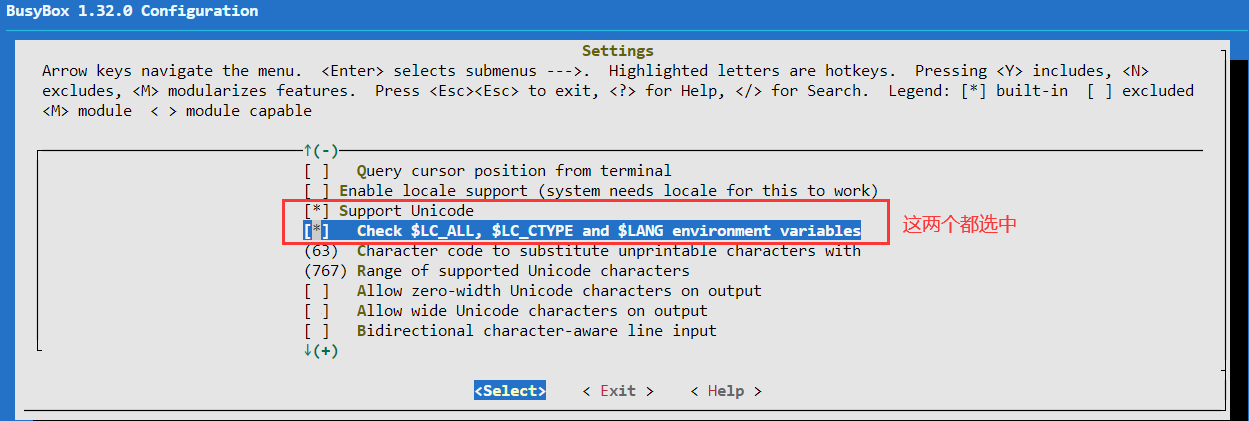 BusyBox 1.32.0 Configuration
Settings
Arrow keys navigate the menu.  <Enter> selects submenus --->.  Highlighted letters are hotkeys.  Pressing <Y> includes, <N>
excludes, <M> modularizes features.  Press <Esc><Esc> to exit, <?> for Help, </> for Search.  Legend: [*] built-in  [ ] excluded
<M> module  < > module capable
↑(-)
[ ]   Query cursor position from terminal
[ ] Enable locale support (system needs locale for this to work)
[*] Support Unicode
[*]   Check $LC_ALL, $LC_CTYPE and $LANG environment variables
这两个都选中
(63)  Character code to substitute unprintable characters with
(767) Range of supported Unicode characters
[ ]   Allow zero-width Unicode characters on output
[ ]   Allow wide Unicode characters on output
[ ]   Bidirectional character-aware line input
↓(+)
<Select>    < Exit >    < Help >